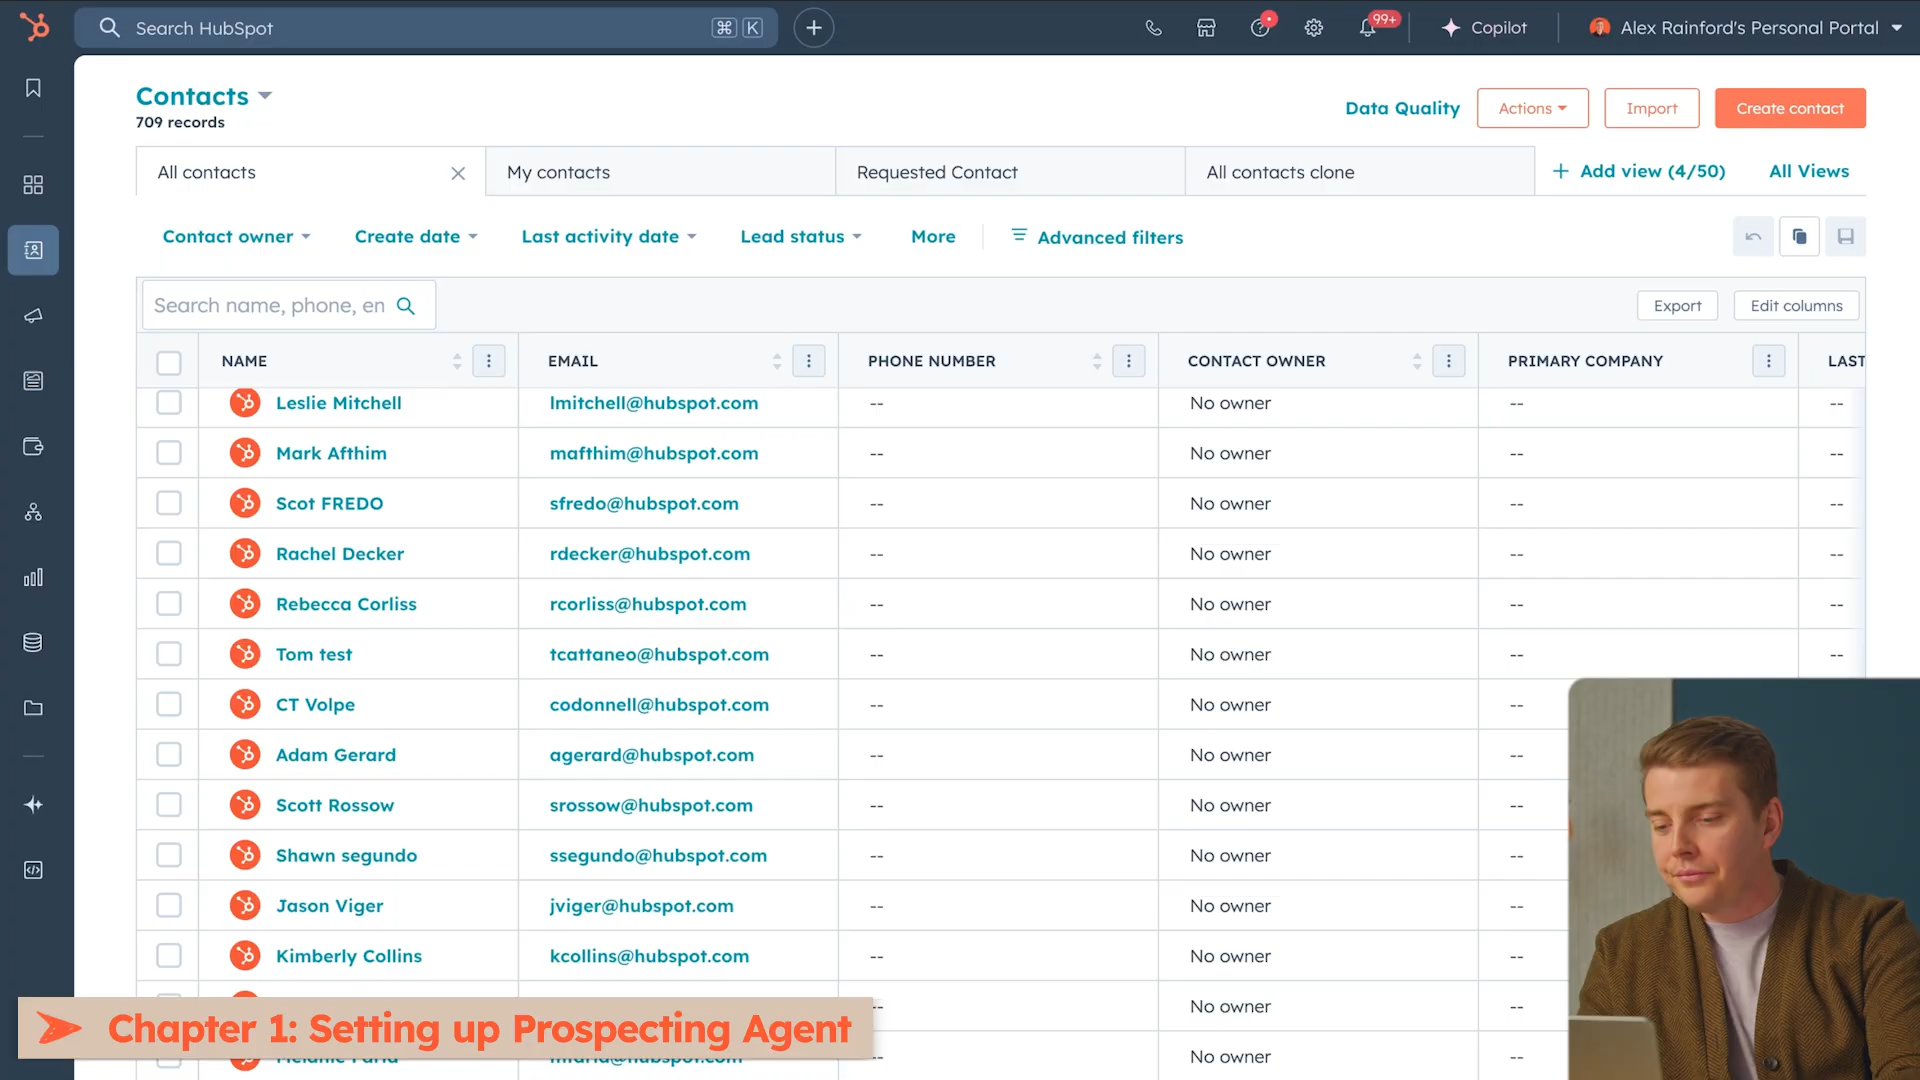 Search HubSpot
⌘ K
99+
Copilot
Alex Rainford's Personal Portal
Contacts
709 records
Data Quality
Actions
Import
Create contact
All contacts
My contacts
Requested Contact
All contacts clone
+ Add view (4/50)
All Views
Contact owner
Create date
Last activity date
Lead status
More
Advanced filters
Search name, phone, en
Export
Edit columns
NAME
EMAIL
PHONE NUMBER
CONTACT OWNER
PRIMARY COMPANY
LAST
Leslie Mitchell lmitchell@hubspot.com -- No owner -- --
Mark Afthim mafthim@hubspot.com -- No owner -- --
Scot FREDO sfredo@hubspot.com -- No owner -- --
Rachel Decker rdecker@hubspot.com -- No owner -- --
Rebecca Corliss rcorliss@hubspot.com -- No owner -- --
Tom test tcattaneo@hubspot.com -- No owner -- --
CT Volpe codonnell@hubspot.com -- No owner --
Adam Gerard agerard@hubspot.com -- No owner --
Scott Rossow srossow@hubspot.com -- No owner --
Shawn segundo ssegundo@hubspot.com -- No owner --
Jason Viger jviger@hubspot.com -- No owner --
Kimberly Collins kcollins@hubspot.com -- No owner --
-- No owner --
-- No owner --
Chapter 1: Setting up Prospecting Agent